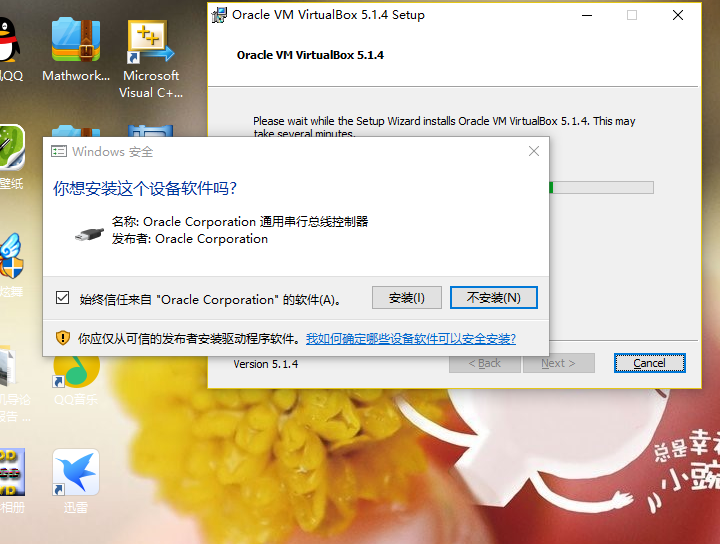 Oracle VM VirtualBox 5.1.4 Setup
Oracle VM VirtualBox 5.1.4
Please wait while the Setup Wizard installs Oracle VM VirtualBox 5.1.4. This may
take several minutes.
Windows 安全
你想安装这个设备软件吗?
名称: Oracle Corporation 通用串行总线控制器
发布者: Oracle Corporation
始终信任来自 "Oracle Corporation" 的软件(A)。
安装(I)
不安装(N)
你应仅从可信的发布者安装驱动程序软件。我如何确定哪些设备软件可以安全安装?
Version 5.1.4
< Back
Next >
Cancel
QQ
Mathwork...
Microsoft
Visual C+...
壁纸
QQ音乐
报告 ...
相册
迅雷
总是幸
小豌